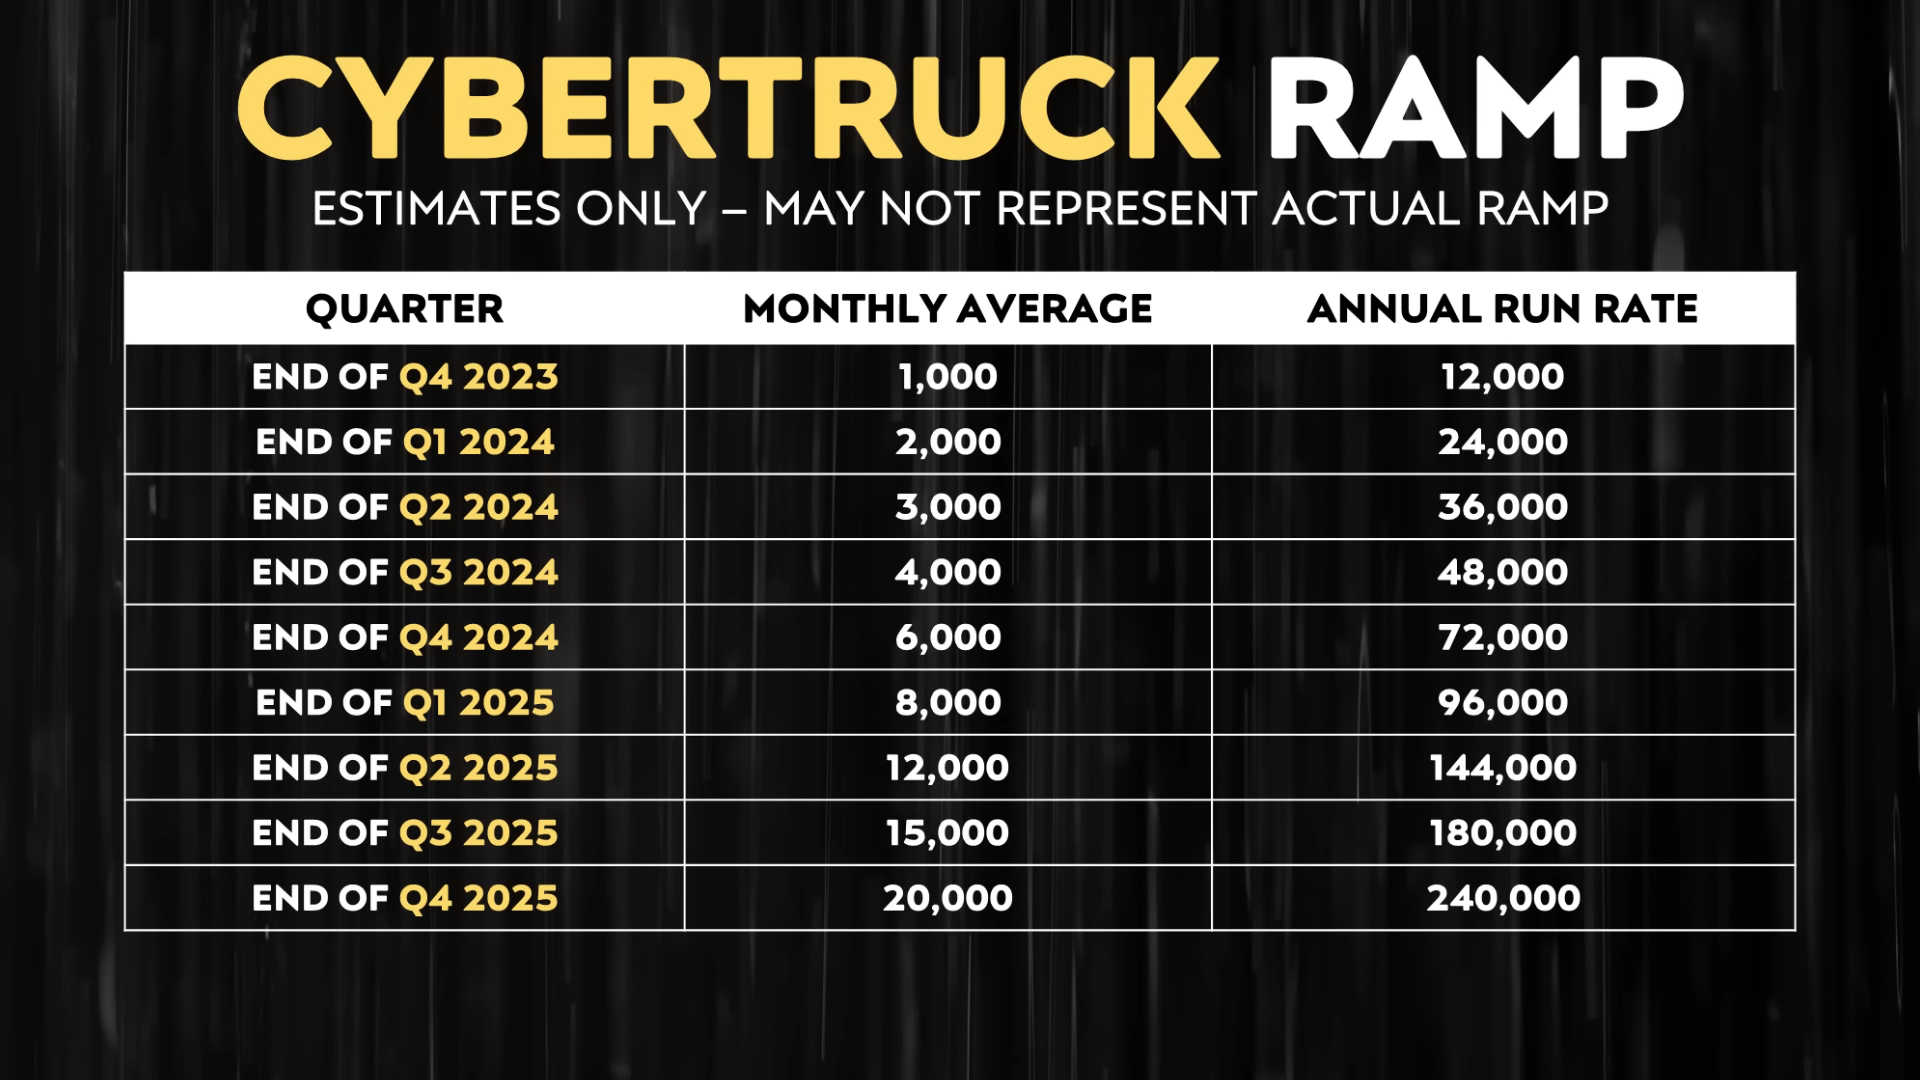 CYBERTRUCK RAMP
ESTIMATES ONLY – MAY NOT REPRESENT ACTUAL RAMP
QUARTER MONTHLY AVERAGE ANNUAL RUN RATE
END OF Q4 2023 1,000 12,000
END OF Q1 2024 2,000 24,000
END OF Q2 2024 3,000 36,000
END OF Q3 2024 4,000 48,000
END OF Q4 2024 6,000 72,000
END OF Q1 2025 8,000 96,000
END OF Q2 2025 12,000 144,000
END OF Q3 2025 15,000 180,000
END OF Q4 2025 20,000 240,000